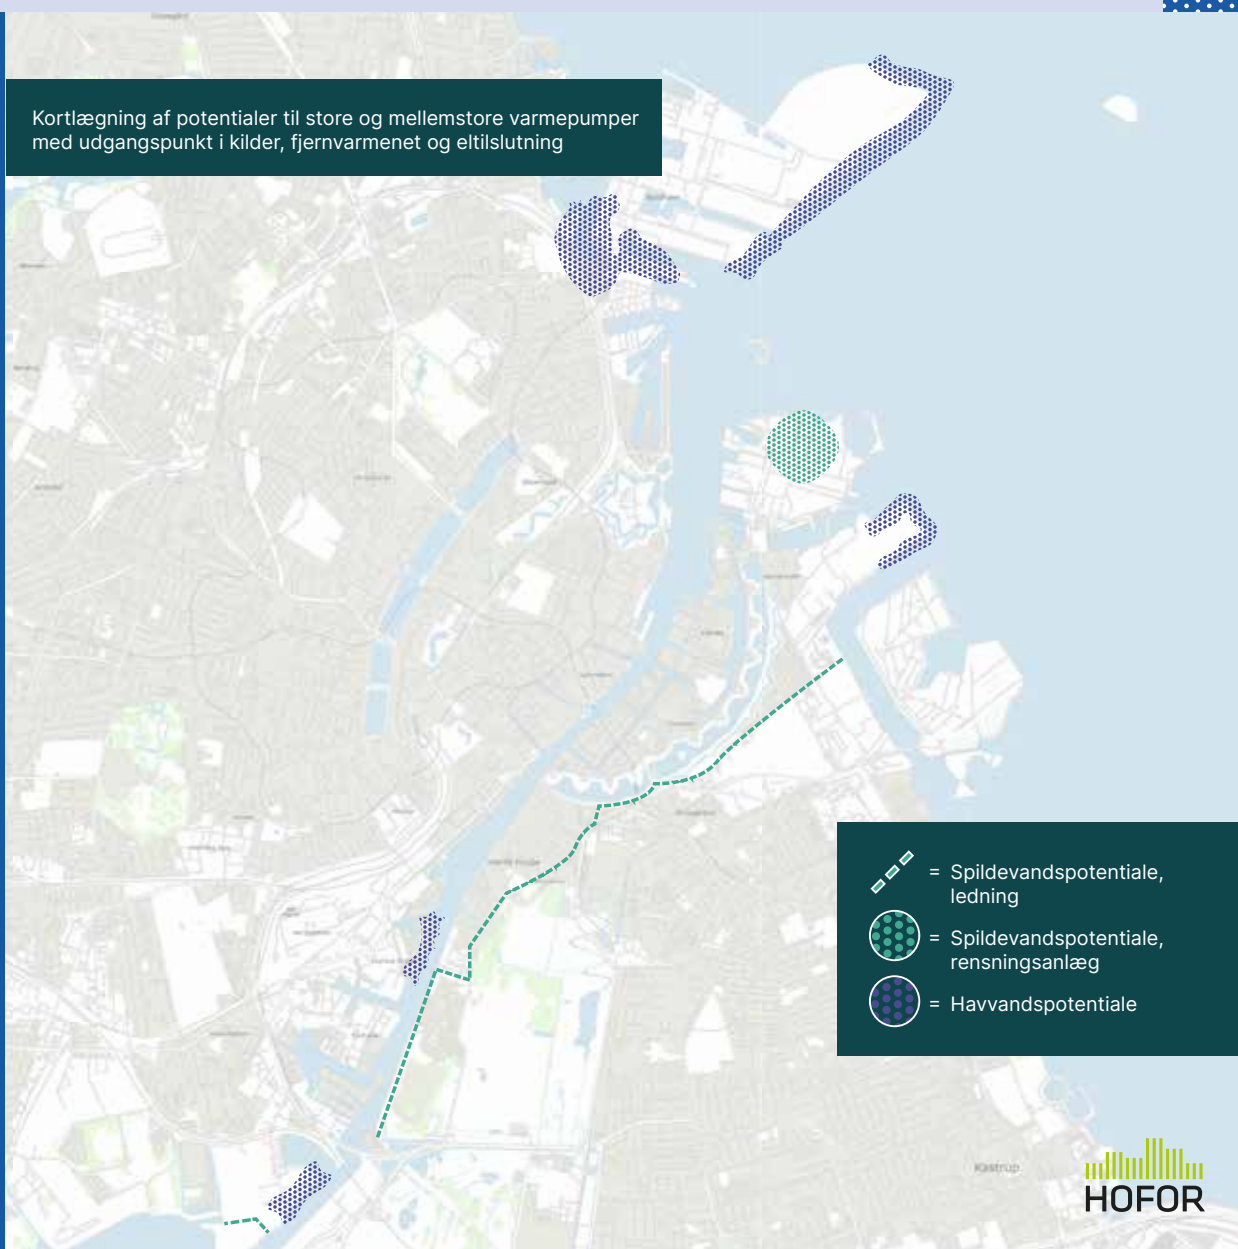 Kortlægning af potentialer til store og mellemstore varmepumper
med udgangspunkt i kilder, fjernvarmenet og eltilslutning
= Spildevandspotentiale,
ledning
= Spildevandspotentiale,
rensningsanlæg
= Havvandspotentiale
Kastrup
HOFOR